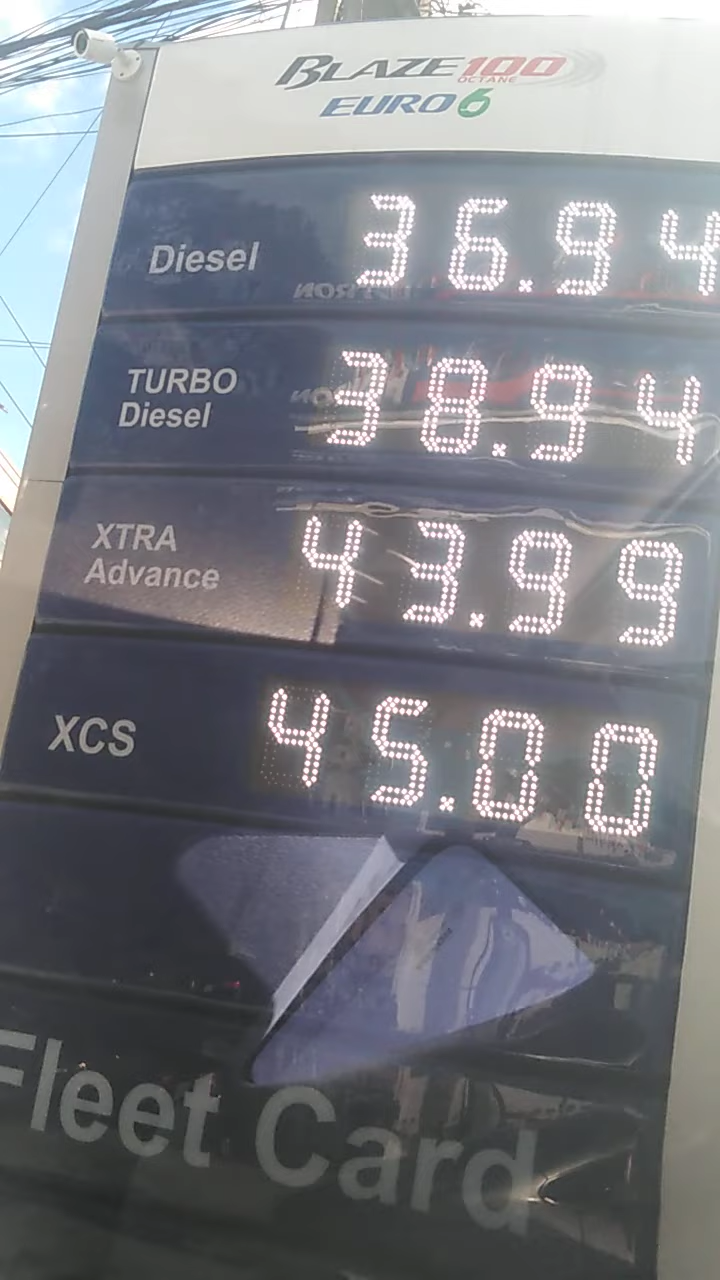 BLAZE100
OCTANE
EURO6
Diesel 36.94
TURBO
Diesel 38.94
XTRA
Advance 43.99
XCS 45.00
Fleet Card